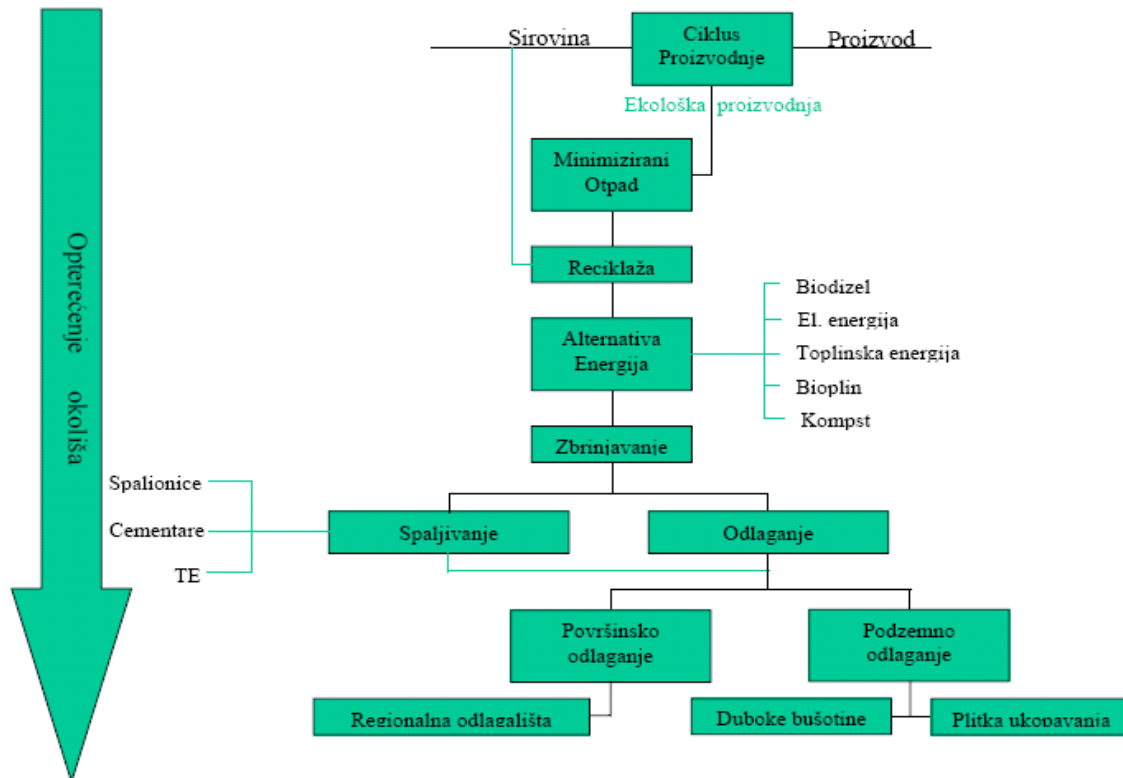 Sirovina
Ciklus
Proizvodnje
Proizvod
Ekološka proizvodnja
Minimizirani
Otpad
Reciklaža
Alternativa
Energija
Biodizel
El. energija
Toplinska energija
Bioplin
Kompst
Zbrinjavanje
Opterećenje okoliša
Spalionice
Cementare
TE
Spaljivanje
Odlaganje
Površinsko
odlaganje
Podzemno
odlaganje
Regionalna odlagališta
Duboke bušotine
Plitka ukopavanja